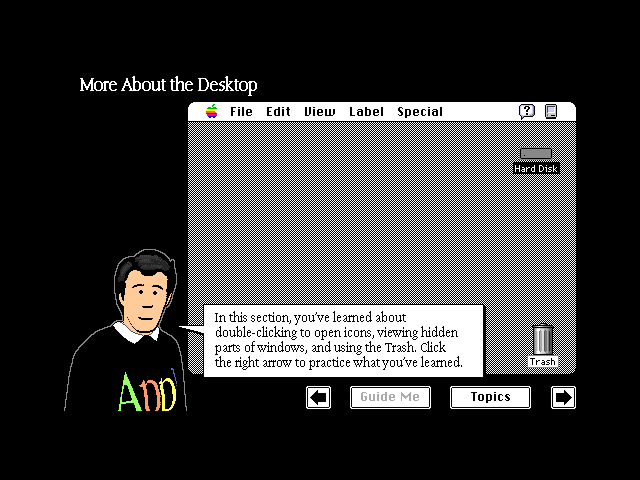 More About the Desktop
File Edit View Label Special
Hard Disk
In this section, you've learned about
double-clicking to open icons, viewing hidden
parts of windows, and using the Trash. Click
the right arrow to practice what you've learned.
Trash
And
Guide Me
Topics